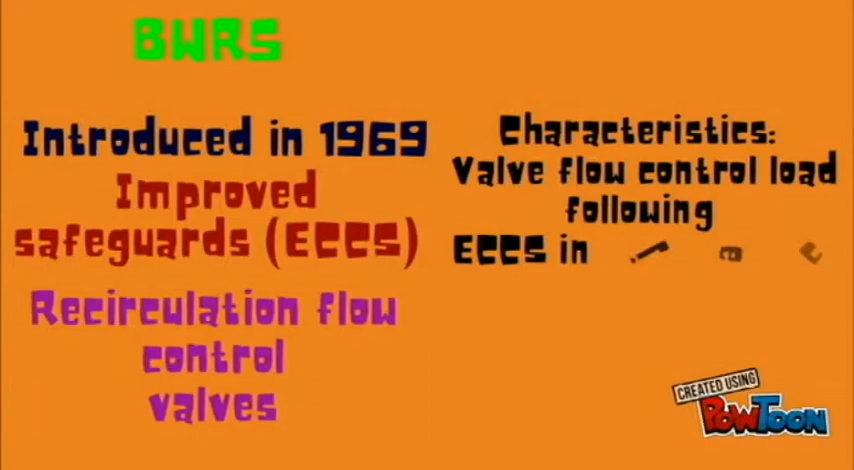 BWRS
Introduced in 1969
Improved
safeguards (ECCS)
Recirculation flow
control
valves
Characteristics:
Valve flow control load
following
ECCS in
CREATED USING
POWTOON